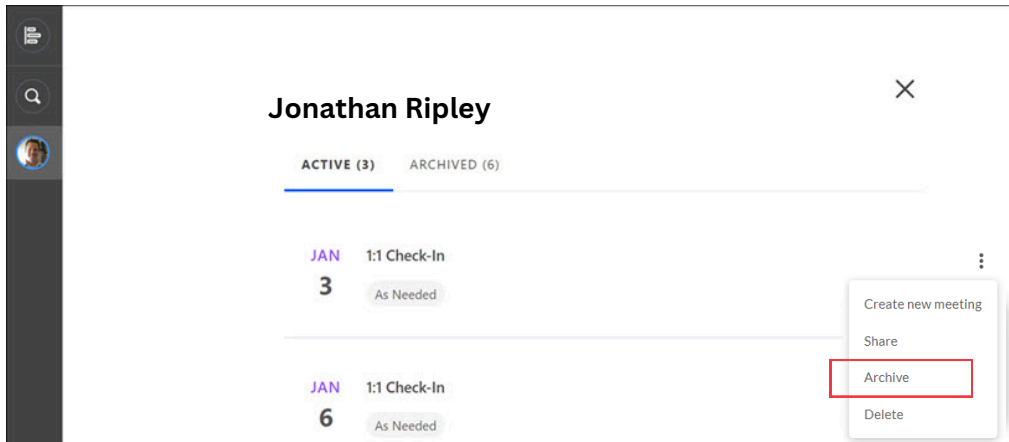 Jonathan Ripley
ACTIVE (3) ARCHIVED (6)
JAN 1:1 Check-In
3 As Needed
Create new meeting
Share
Archive
Delete
JAN 1:1 Check-In
6 As Needed